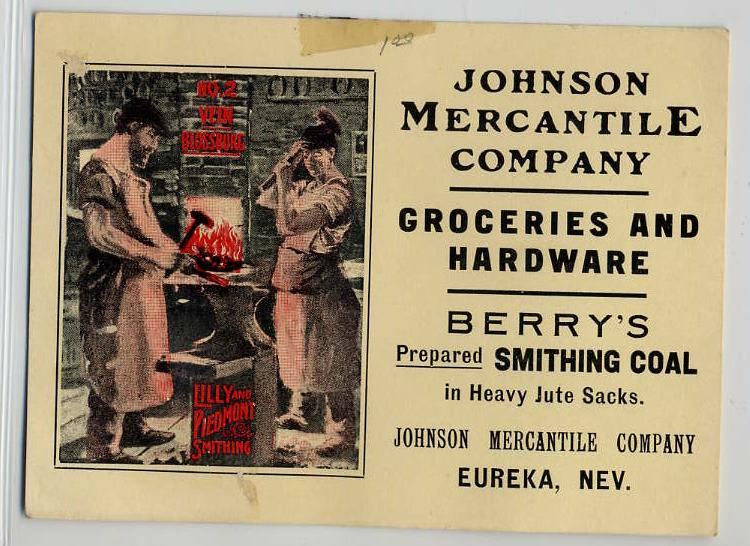 122
NO. 2
VEIN
BLOSSBURG
LILLY AND
PIEDMONT
SMITHING
JOHNSON
MERCANTILE
COMPANY
GROCERIES AND
HARDWARE
BERRY'S
Prepared SMITHING COAL
in Heavy Jute Sacks.
JOHNSON MERCANTILE COMPANY
EUREKA, NEV.